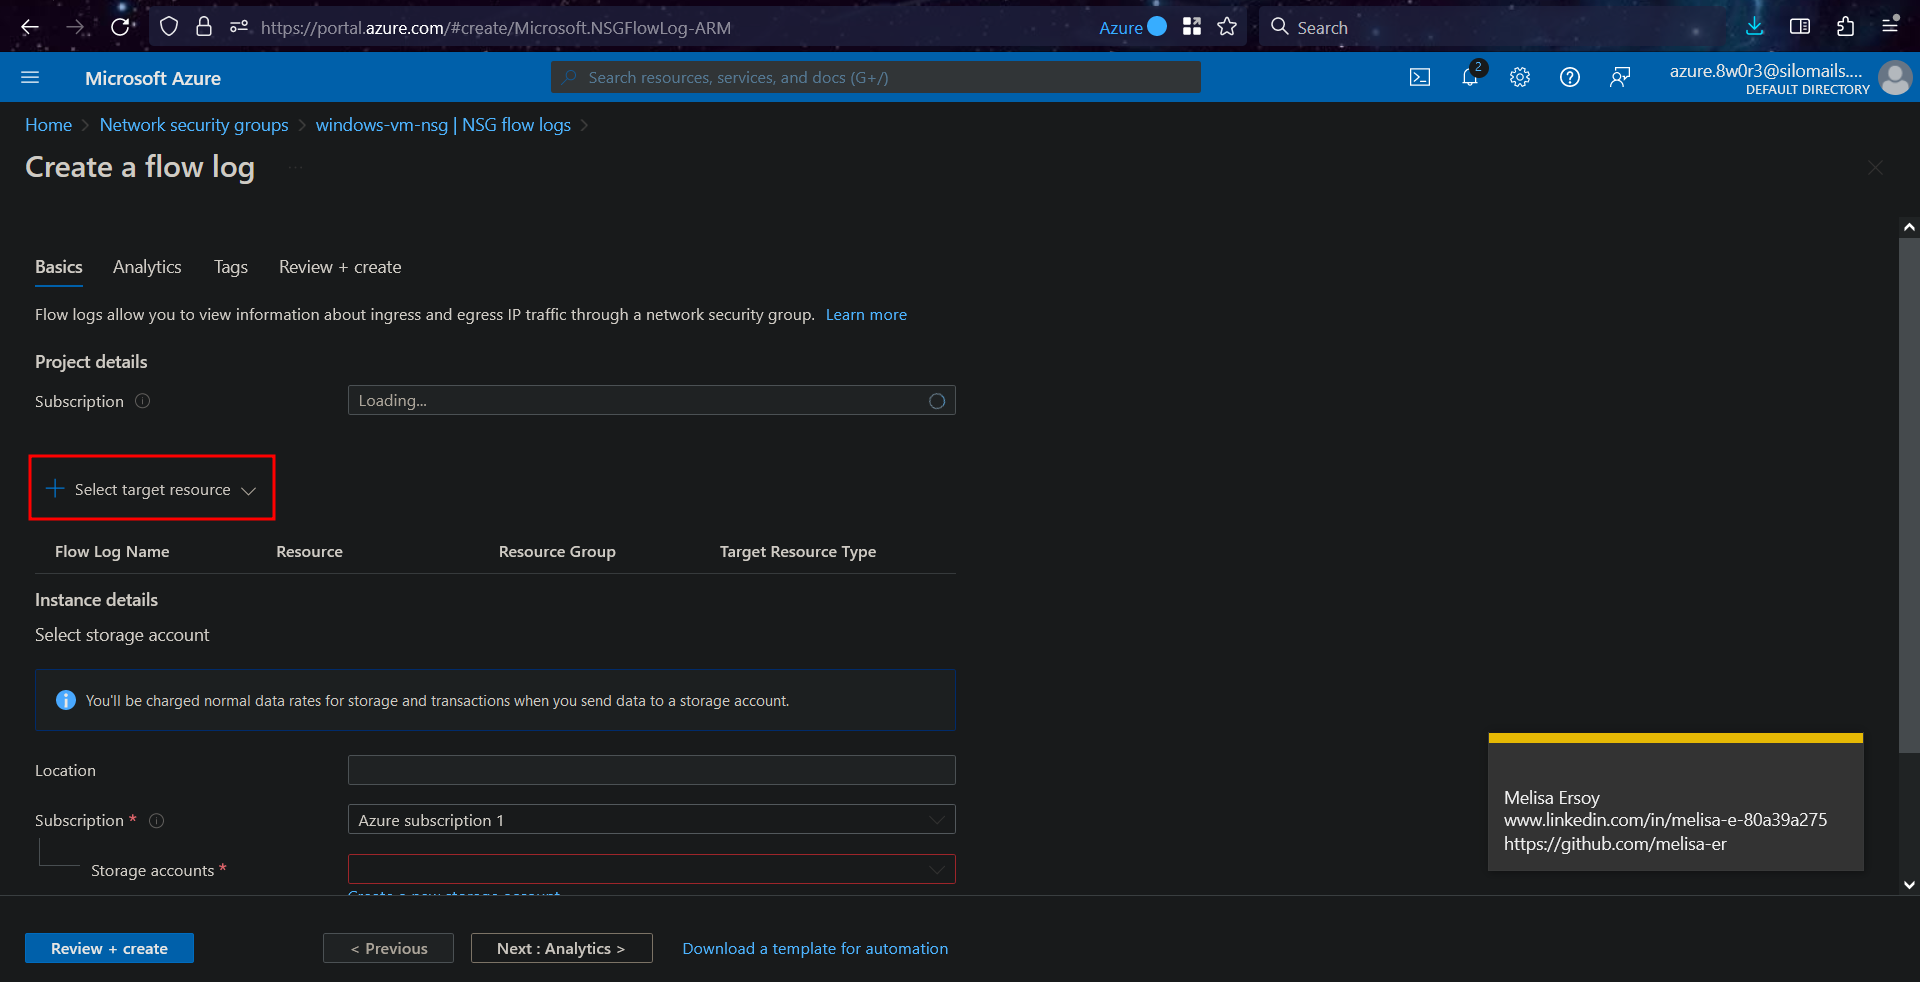 https://portal.azure.com/#create/Microsoft.NSGFlowLog-ARM
Azure
Search
Microsoft Azure
Search resources, services, and docs (G+/)
2
azure.8w0r3@silomails....
DEFAULT DIRECTORY
Home > Network security groups > windows-vm-nsg | NSG flow logs >
Create a flow log ...
Basics Analytics Tags Review + create
Flow logs allow you to view information about ingress and egress IP traffic through a network security group. Learn more
Project details
Subscription
Loading...
Select target resource
Flow Log Name Resource Resource Group Target Resource Type
Instance details
Select storage account
You'll be charged normal data rates for storage and transactions when you send data to a storage account.
Location
Subscription *
Azure subscription 1
Storage accounts *
Create a new storage account
Melisa Ersoy
www.linkedin.com/in/melisa-e-80a39a275
https://github.com/melisa-er
Review + create
< Previous
Next : Analytics >
Download a template for automation